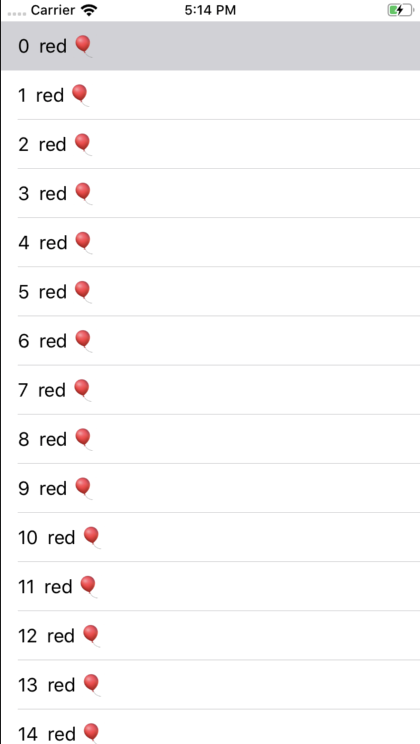 Carrier 5:14 PM
0 red 🎈
1 red 🎈
2 red 🎈
3 red 🎈
4 red 🎈
5 red 🎈
6 red 🎈
7 red 🎈
8 red 🎈
9 red 🎈
10 red 🎈
11 red 🎈
12 red 🎈
13 red 🎈
14 red 🎈